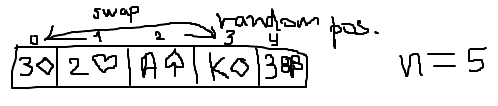 swap
random pos.
0 1 2 3 4
3♢ 2♡ A♤ K♢ 3♧
n=5